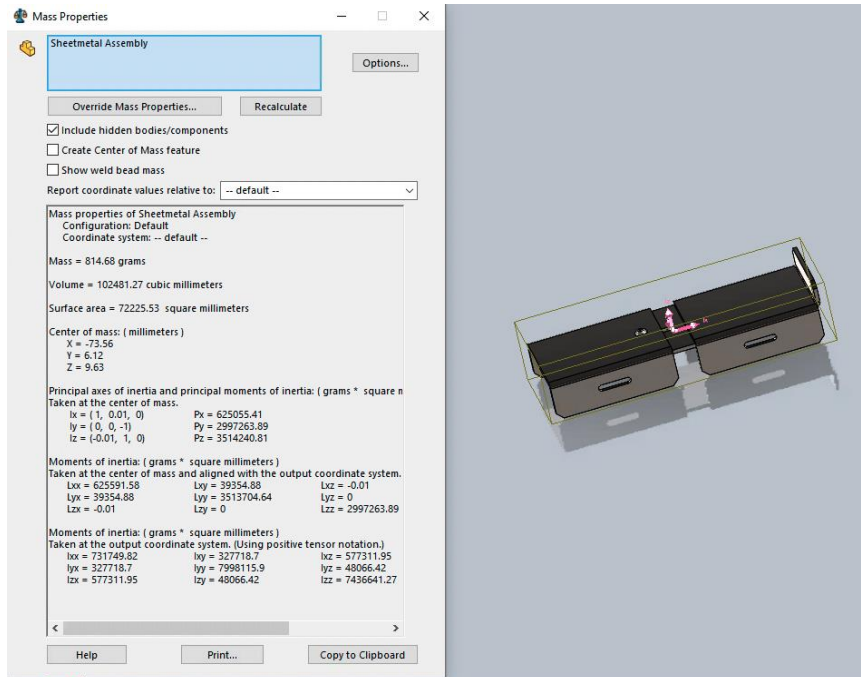 Mass Properties
Sheetmetal Assembly
Options...
Override Mass Properties...
Recalculate
Include hidden bodies/components
Create Center of Mass feature
Show weld bead mass
Report coordinate values relative to: -- default --
Mass properties of Sheetmetal Assembly
Configuration: Default
Coordinate system: -- default --
Mass = 814.68 grams
Volume = 102481.27 cubic millimeters
Surface area = 72225.53 square millimeters
Center of mass: ( millimeters )
X = -73.56
Y = 6.12
Z = 9.63
Principal axes of inertia and principal moments of inertia: ( grams * square m
Taken at the center of mass.
Ix = ( 1, 0.01, 0) Px = 625055.41
Iy = ( 0, 0, -1) Py = 2997263.89
Iz = (-0.01, 1, 0) Pz = 3514240.81
Moments of inertia: ( grams * square millimeters )
Taken at the center of mass and aligned with the output coordinate system.
Lxx = 625591.58 Lxy = 39354.88 Lxz = -0.01
Lyx = 39354.88 Lyy = 3513704.64 Lyz = 0
Lzx = -0.01 Lzy = 0 Lzz = 2997263.89
Moments of inertia: ( grams * square millimeters )
Taken at the output coordinate system. (Using positive tensor notation.)
Ixx = 731749.82 Ixy = 327718.7 Ixz = 577311.95
Iyx = 327718.7 Iyy = 7998115.9 Iyz = 48066.42
Izx = 577311.95 Izy = 48066.42 Izz = 7436641.27
Help
Print...
Copy to Clipboard